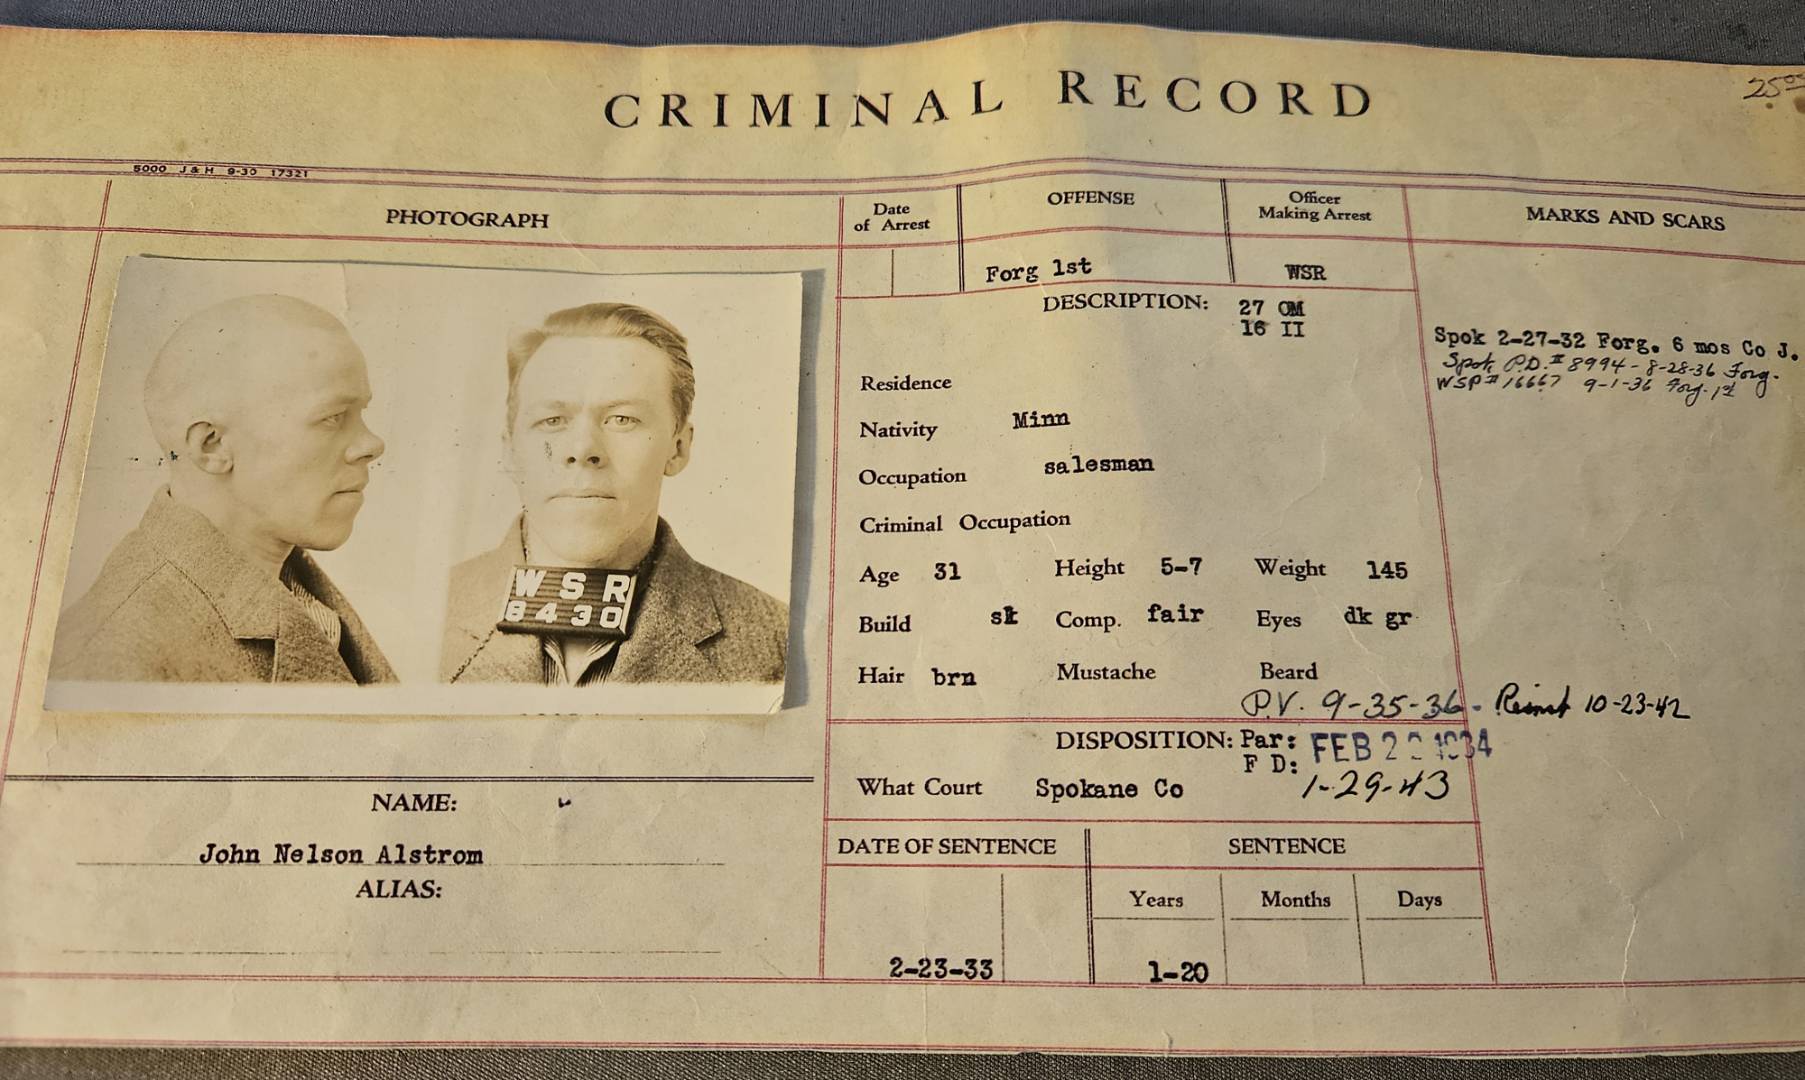 CRIMINAL RECORD
25
5000 J & H 9-30 17321
PHOTOGRAPH
Date of Arrest
OFFENSE
Officer Making Arrest
MARKS AND SCARS
Forg 1st
WSR
DESCRIPTION: 27 OM
16 II
Spok 2-27-32 Forg. 6 mos Co J.
Spok P.D. # 8994 - 8-28-36 Forg.
WSP # 16667 9-1-36 Forg. 1st
Residence
Nativity Minn
Occupation salesman
Criminal Occupation
Age 31 Height 5-7 Weight 145
Build Comp. fair Eyes dk gr
Hair brn Mustache Beard
P.V. 9-35-36 - Reinst 10-23-42
DISPOSITION: Par: FEB 2 1934
F D: 1-29-43
What Court Spokane Co
WSR
8430
NAME:
John Nelson Alstrom
ALIAS:
DATE OF SENTENCE SENTENCE
Years Months Days
2-23-33 1-20